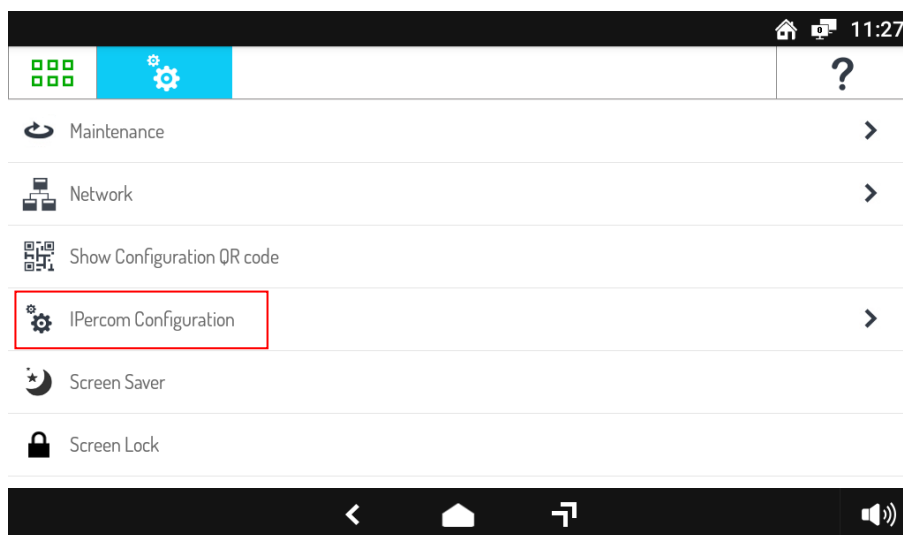 11:27
?
Maintenance
Network
Show Configuration QR code
IPercom Configuration
Screen Saver
Screen Lock